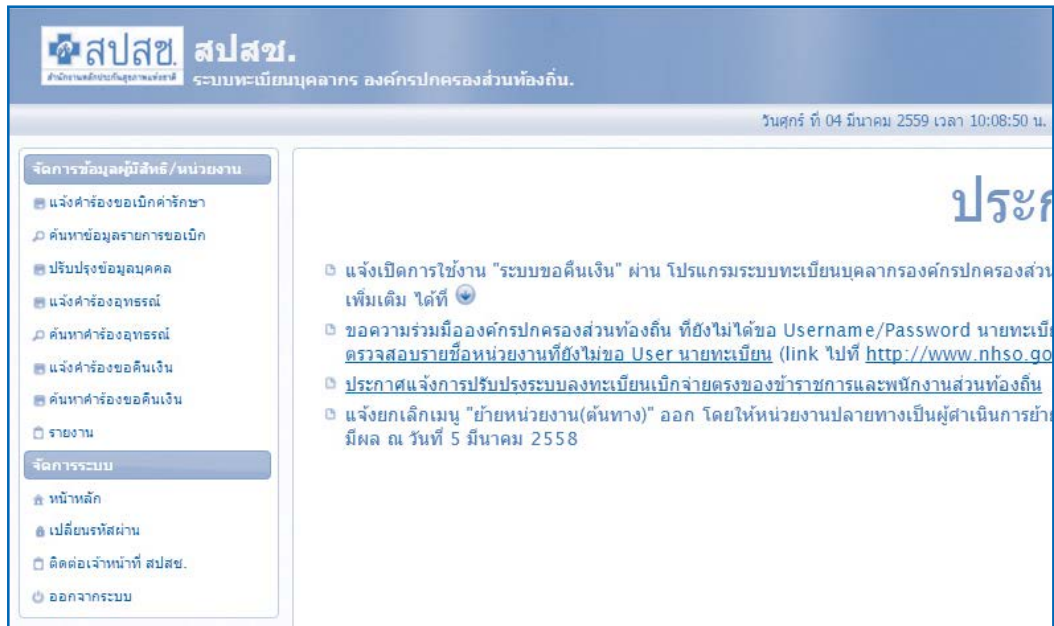 สปสช. สปสช.
สำนักงานหลักประกันสุขภาพแห่งชาติ ระบบทะเบียนบุคลากร องค์กรปกครองส่วนท้องถิ่น.
วันศุกร์ ที่ 04 มีนาคม 2559 เวลา 10:08:50 น.
จัดการข้อมูลผู้มีสิทธิ/หน่วยงาน
แจ้งคำร้องขอเบิกค่ารักษา
ค้นหาข้อมูลรายการขอเบิก
ปรับปรุงข้อมูลบุคคล
แจ้งคำร้องอุทธรณ์
ค้นหาคำร้องอุทธรณ์
แจ้งคำร้องขอคืนเงิน
ค้นหาคำร้องขอคืนเงิน
รายงาน
จัดการระบบ
หน้าหลัก
เปลี่ยนรหัสผ่าน
ติดต่อเจ้าหน้าที่ สปสช.
ออกจากระบบ
ประก
แจ้งเปิดการใช้งาน "ระบบขอคืนเงิน" ผ่าน โปรแกรมระบบทะเบียนบุคลากรองค์กรปกครองส่วน
เพิ่มเติม ได้ที่
ขอความร่วมมือองค์กรปกครองส่วนท้องถิ่น ที่ยังไม่ได้ขอ Username/Password นายทะเบี
ตรวจสอบรายชื่อหน่วยงานที่ยังไม่ขอ User นายทะเบียน (link ไปที่ http://www.nhso.go
ประกาศแจ้งการปรับปรุงระบบลงทะเบียนเบิกจ่ายตรงของข้าราชการและพนักงานส่วนท้องถิ่น
แจ้งยกเลิกเมนู "ย้ายหน่วยงาน(ต้นทาง)" ออก โดยให้หน่วยงานปลายทางเป็นผู้ดำเนินการย้า
มีผล ณ วันที่ 5 มีนาคม 2558